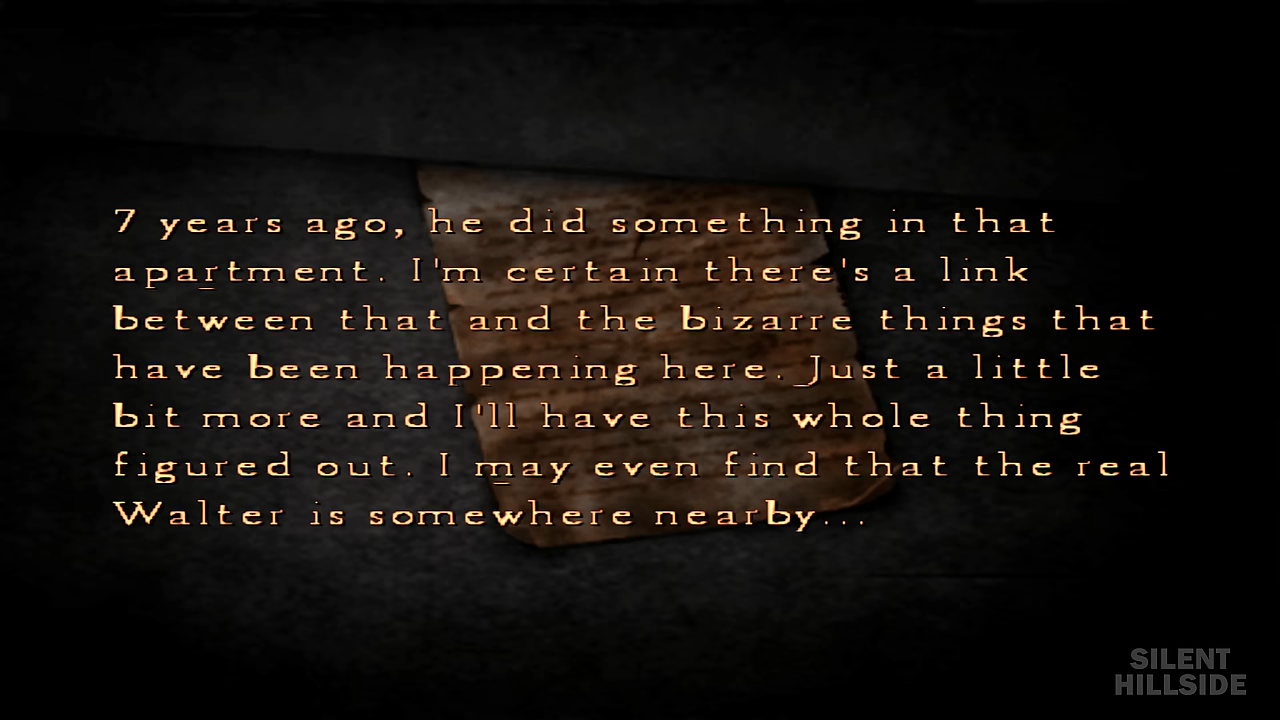 7 years ago, he did something in that
apartment. I'm certain there's a link
between that and the bizarre things that
have been happening here. Just a little
bit more and I'll have this whole thing
figured out. I may even find that the real
Walter is somewhere nearby...
SILENT
HILLSIDE